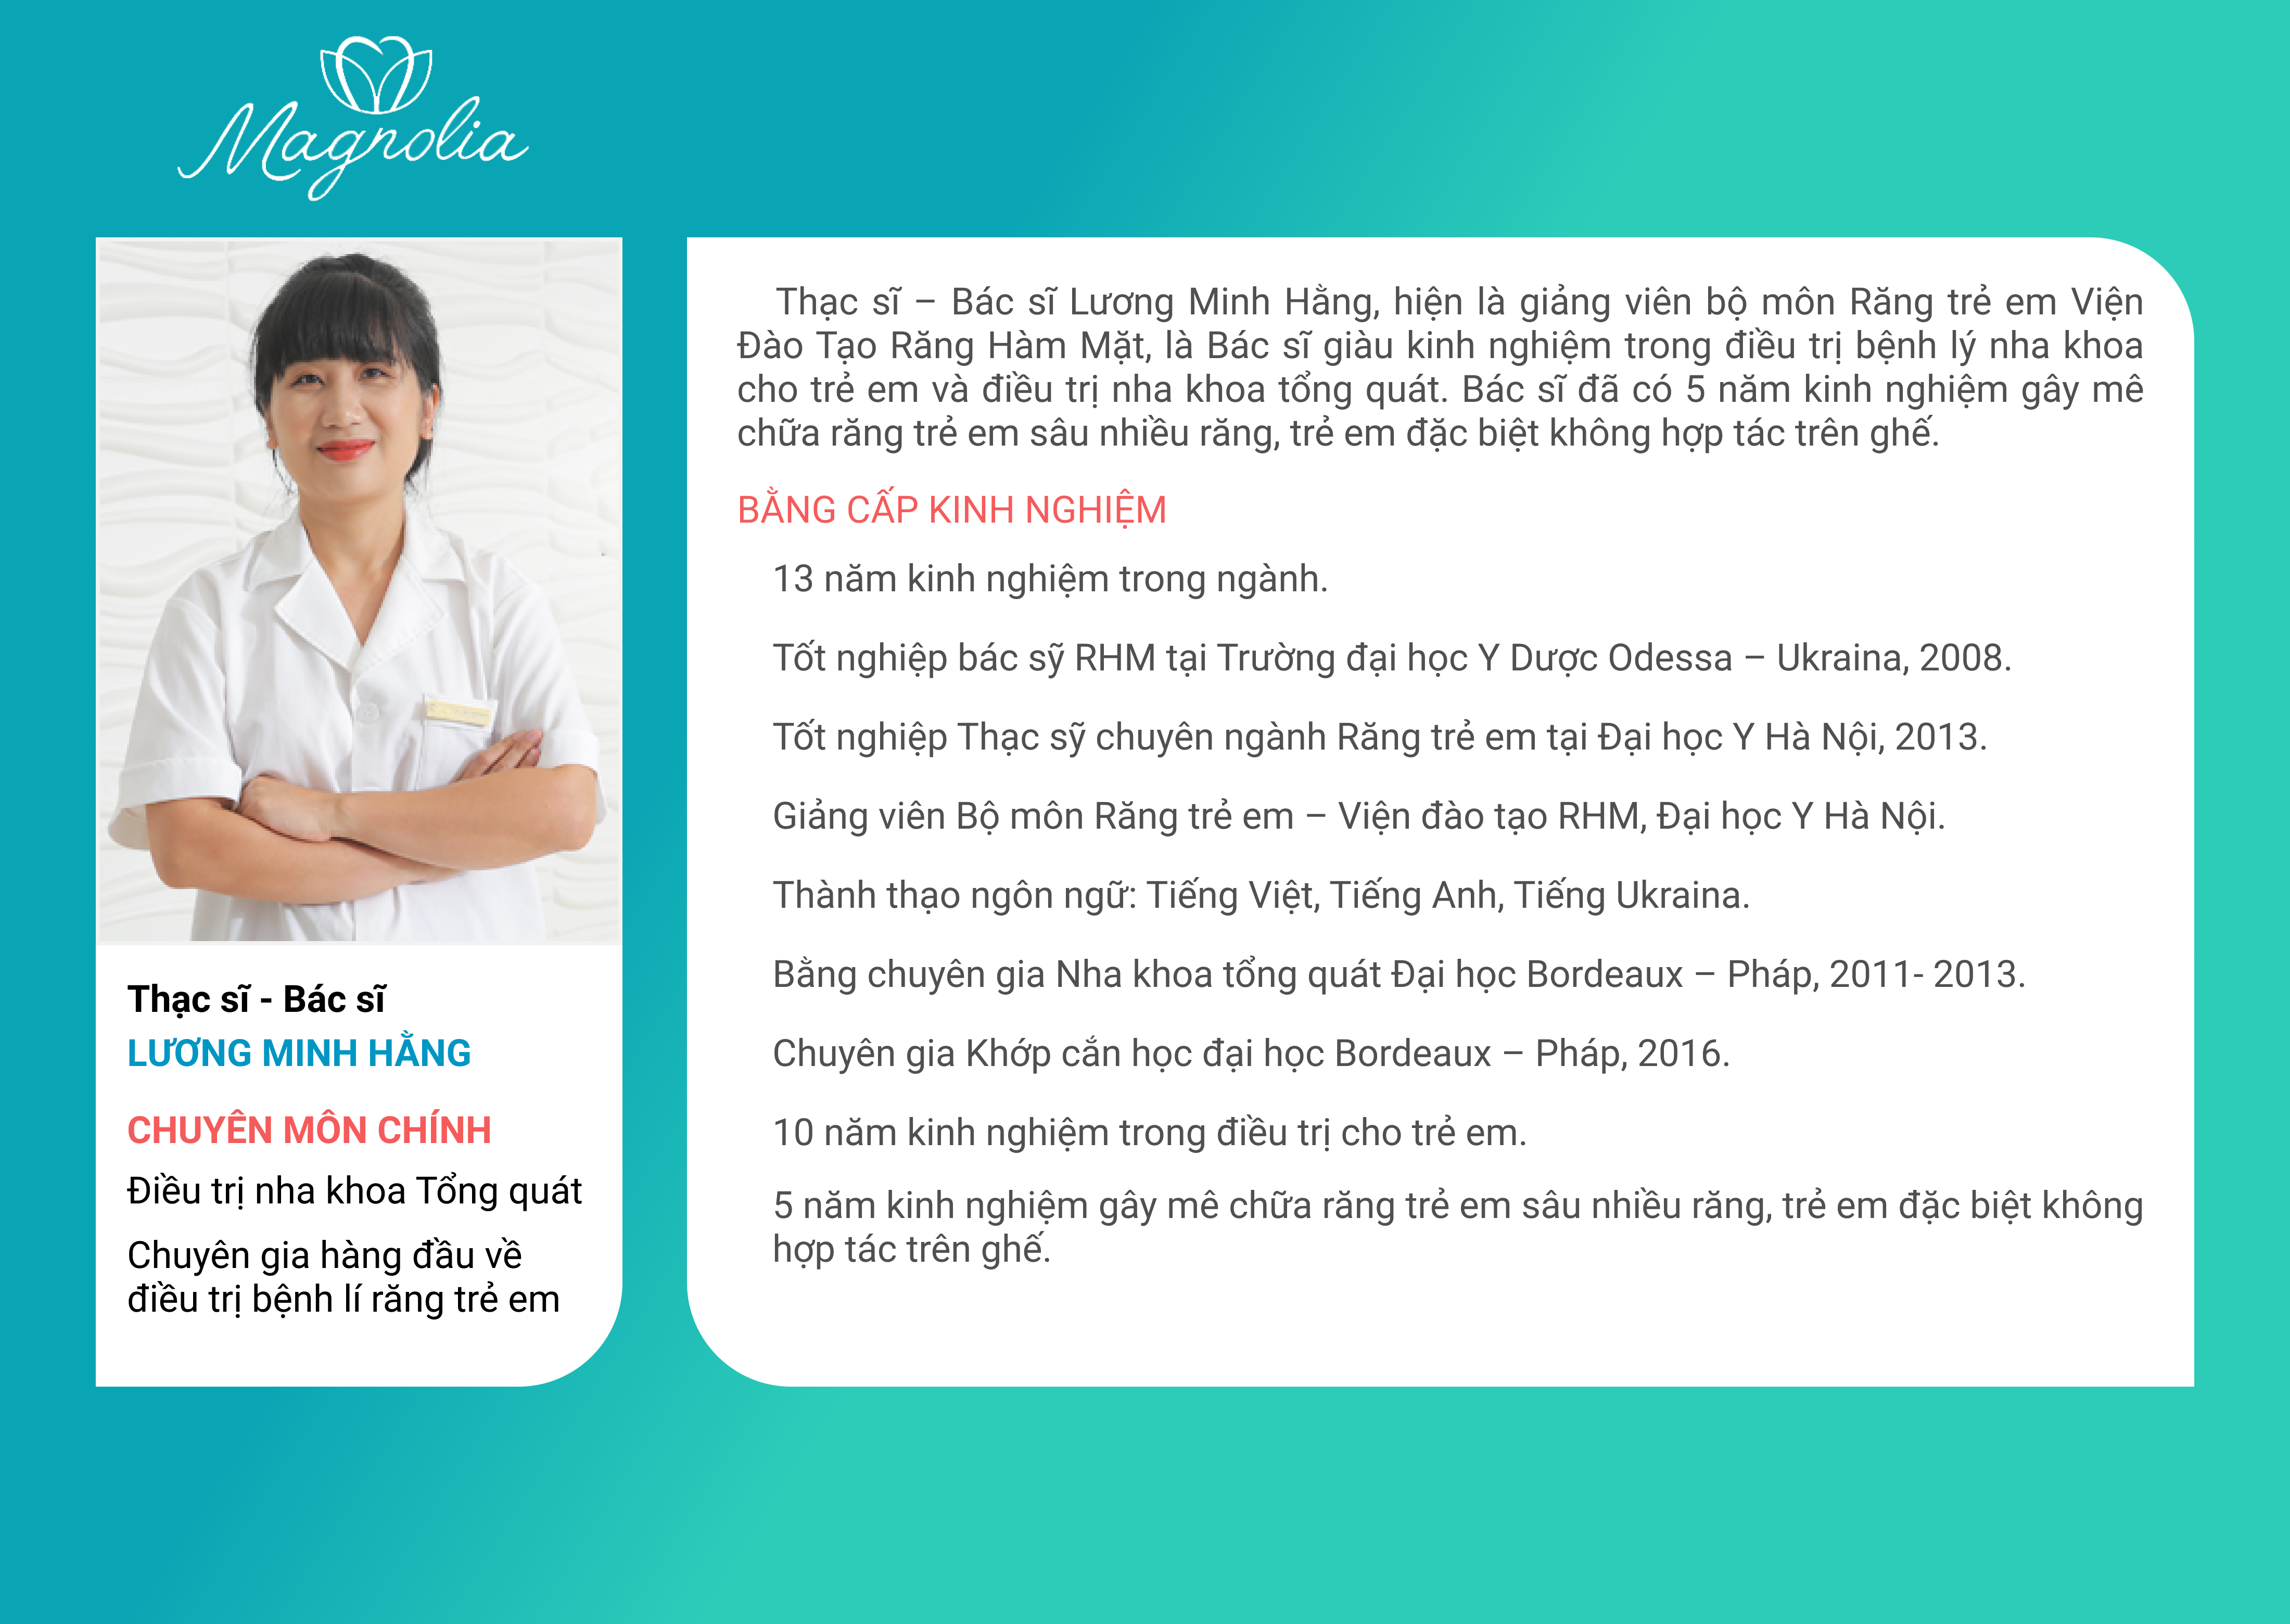 Magnolia
Thạc sĩ - Bác sĩ
LƯƠNG MINH HẰNG
CHUYÊN MÔN CHÍNH
Điều trị nha khoa Tổng quát
Chuyên gia hàng đầu về
điều trị bệnh lí răng trẻ em
Thạc sĩ – Bác sĩ Lương Minh Hằng, hiện là giảng viên bộ môn Răng trẻ em Viện
Đào Tạo Răng Hàm Mặt, là Bác sĩ giàu kinh nghiệm trong điều trị bệnh lý nha khoa
cho trẻ em và điều trị nha khoa tổng quát. Bác sĩ đã có 5 năm kinh nghiệm gây mê
chữa răng trẻ em sâu nhiều răng, trẻ em đặc biệt không hợp tác trên ghế.
BẰNG CẤP KINH NGHIỆM
13 năm kinh nghiệm trong ngành.
Tốt nghiệp bác sỹ RHM tại Trường đại học Y Dược Odessa – Ukraina, 2008.
Tốt nghiệp Thạc sỹ chuyên ngành Răng trẻ em tại Đại học Y Hà Nội, 2013.
Giảng viên Bộ môn Răng trẻ em – Viện đào tạo RHM, Đại học Y Hà Nội.
Thành thạo ngôn ngữ: Tiếng Việt, Tiếng Anh, Tiếng Ukraina.
Bằng chuyên gia Nha khoa tổng quát Đại học Bordeaux – Pháp, 2011- 2013.
Chuyên gia Khớp cắn học đại học Bordeaux – Pháp, 2016.
10 năm kinh nghiệm trong điều trị cho trẻ em.
5 năm kinh nghiệm gây mê chữa răng trẻ em sâu nhiều răng, trẻ em đặc biệt không
hợp tác trên ghế.